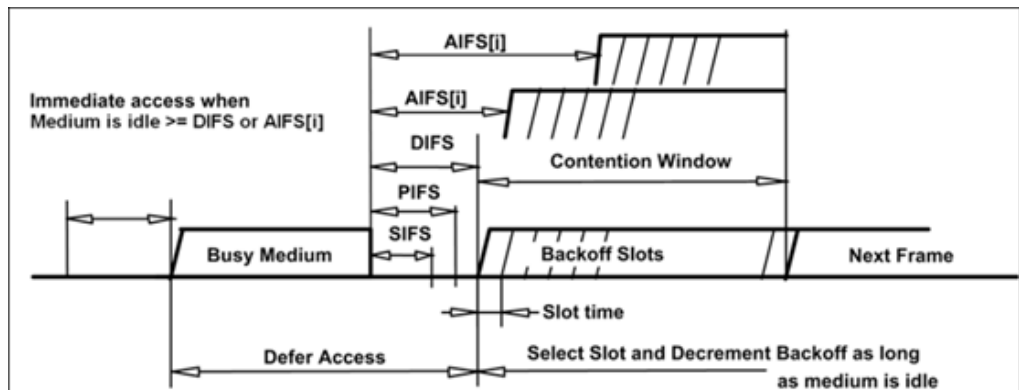 AIFS[i]
Immediate access when
Medium is idle >= DIFS or AIFS[i]
AIFS[i]
DIFS
Contention Window
PIFS
SIFS
Busy Medium
Backoff Slots
Next Frame
Slot time
Defer Access
Select Slot and Decrement Backoff as long
as medium is idle